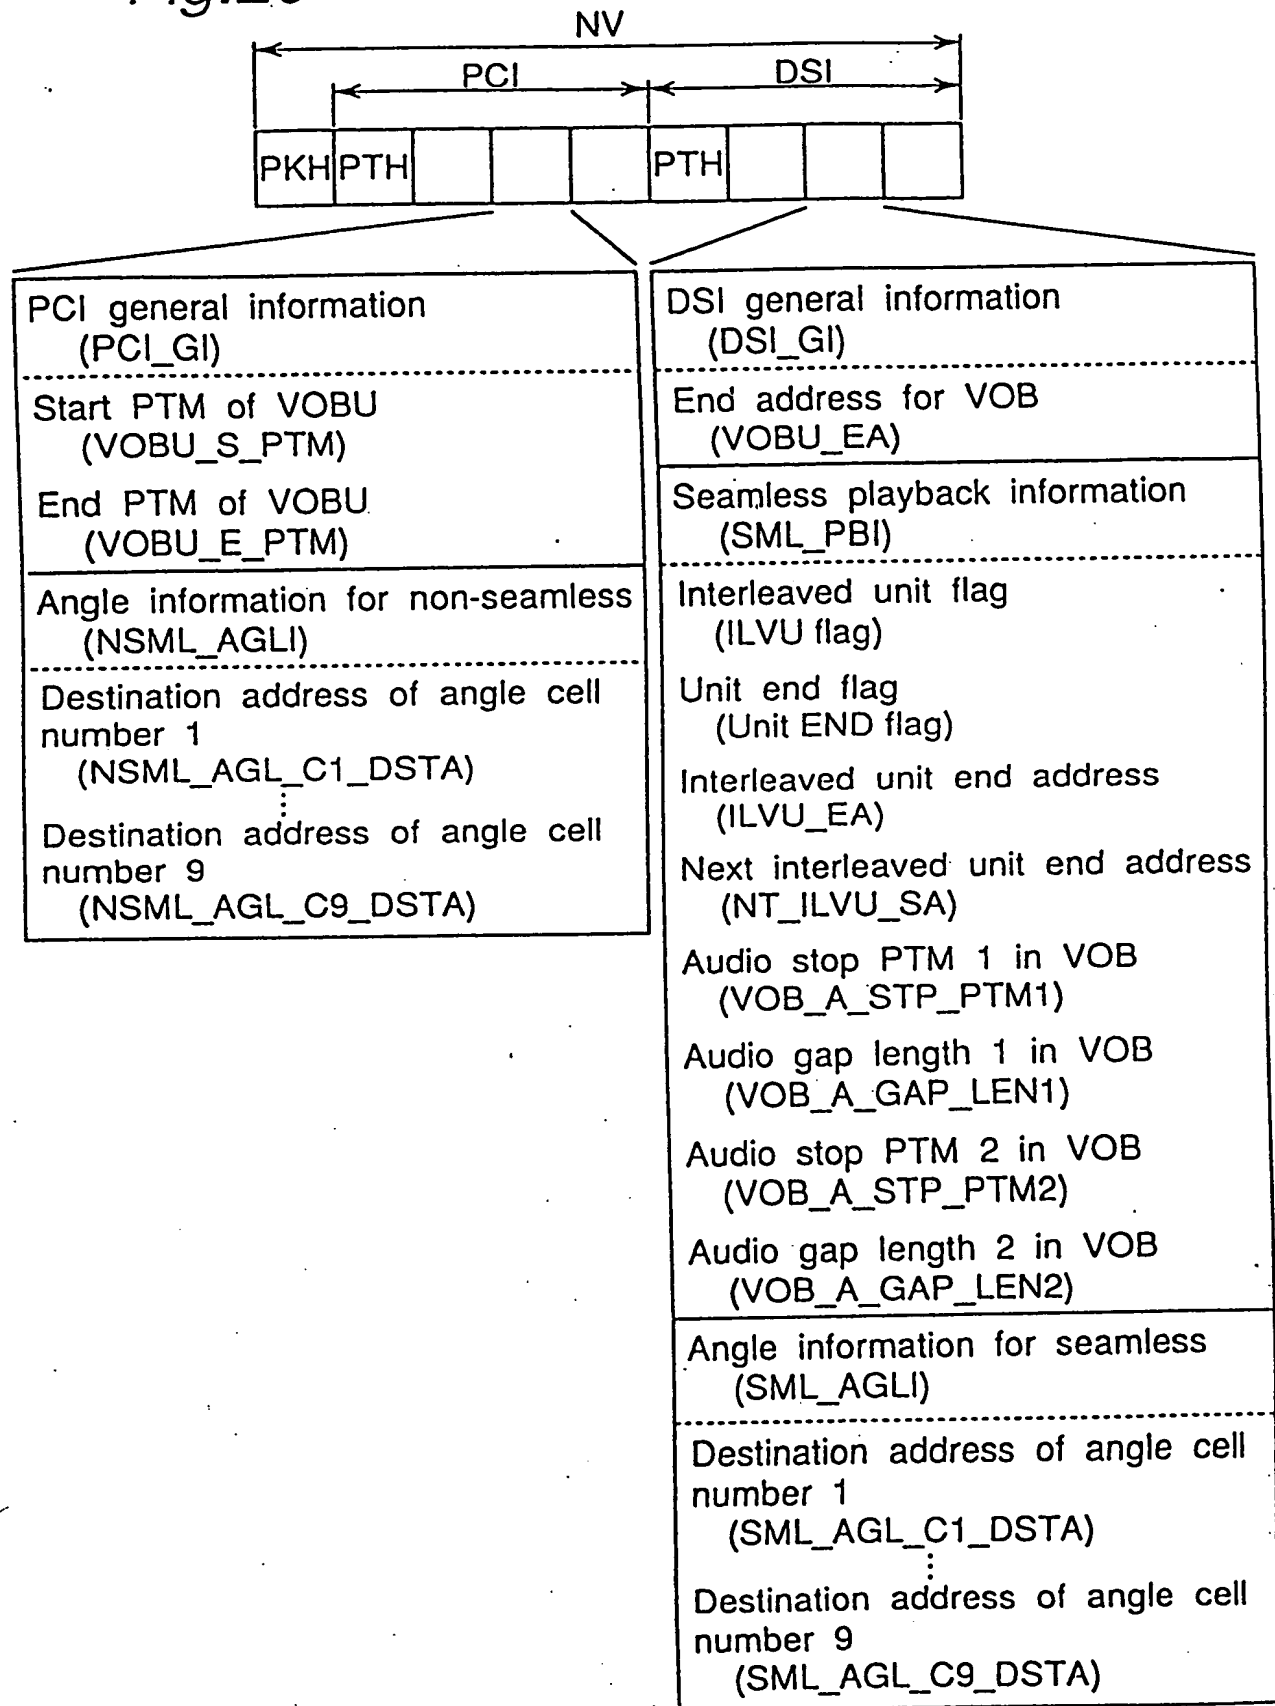 NV
PCI
DSI
PKH PTH PTH
PCI general information
(PCI_GI)
Start PTM of VOBU
(VOBU_S_PTM)
End PTM of VOBU
(VOBU_E_PTM)
Angle information for non-seamless
(NSML_AGLI)
Destination address of angle cell
number 1
(NSML_AGL_C1_DSTA)
Destination address of angle cell
number 9
(NSML_AGL_C9_DSTA)
DSI general information
(DSI_GI)
End address for VOB
(VOBU_EA)
Seamless playback information
(SML_PBI)
Interleaved unit flag
(ILVU flag)
Unit end flag
(Unit END flag)
Interleaved unit end address
(ILVU_EA)
Next interleaved unit end address
(NT_ILVU_SA)
Audio stop PTM 1 in VOB
(VOB_A_STP_PTM1)
Audio gap length 1 in VOB
(VOB_A_GAP_LEN1)
Audio stop PTM 2 in VOB
(VOB_A_STP_PTM2)
Audio gap length 2 in VOB
(VOB_A_GAP_LEN2)
Angle information for seamless
(SML_AGLI)
Destination address of angle cell
number 1
(SML_AGL_C1_DSTA)
Destination address of angle cell
number 9
(SML_AGL_C9_DSTA)